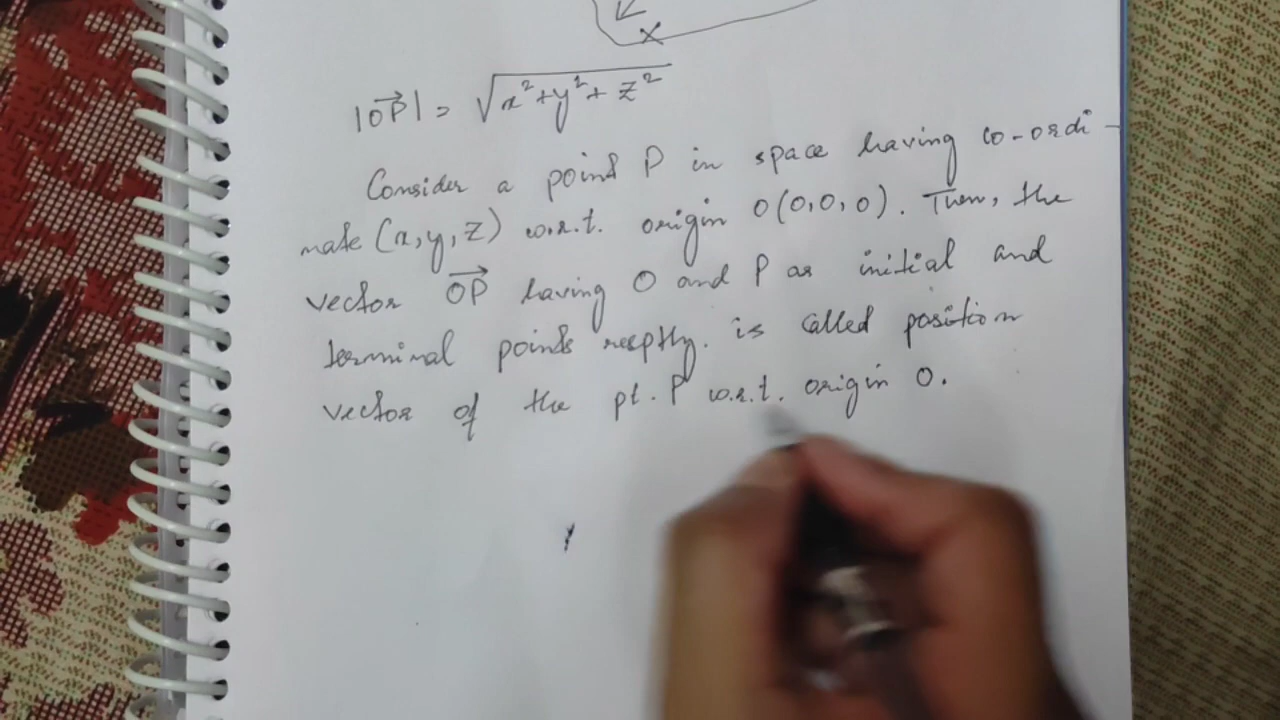 X
|OP⃗| = √x²+y²+z²
Consider a point P in space having co-ordi-
nate (x,y,z) w.r.t. origin O(0,0,0). Then, the
vector OP⃗ having O and P as initial and
terminal points resptly. is called position
vector of the pt. P w.r.t. origin O.